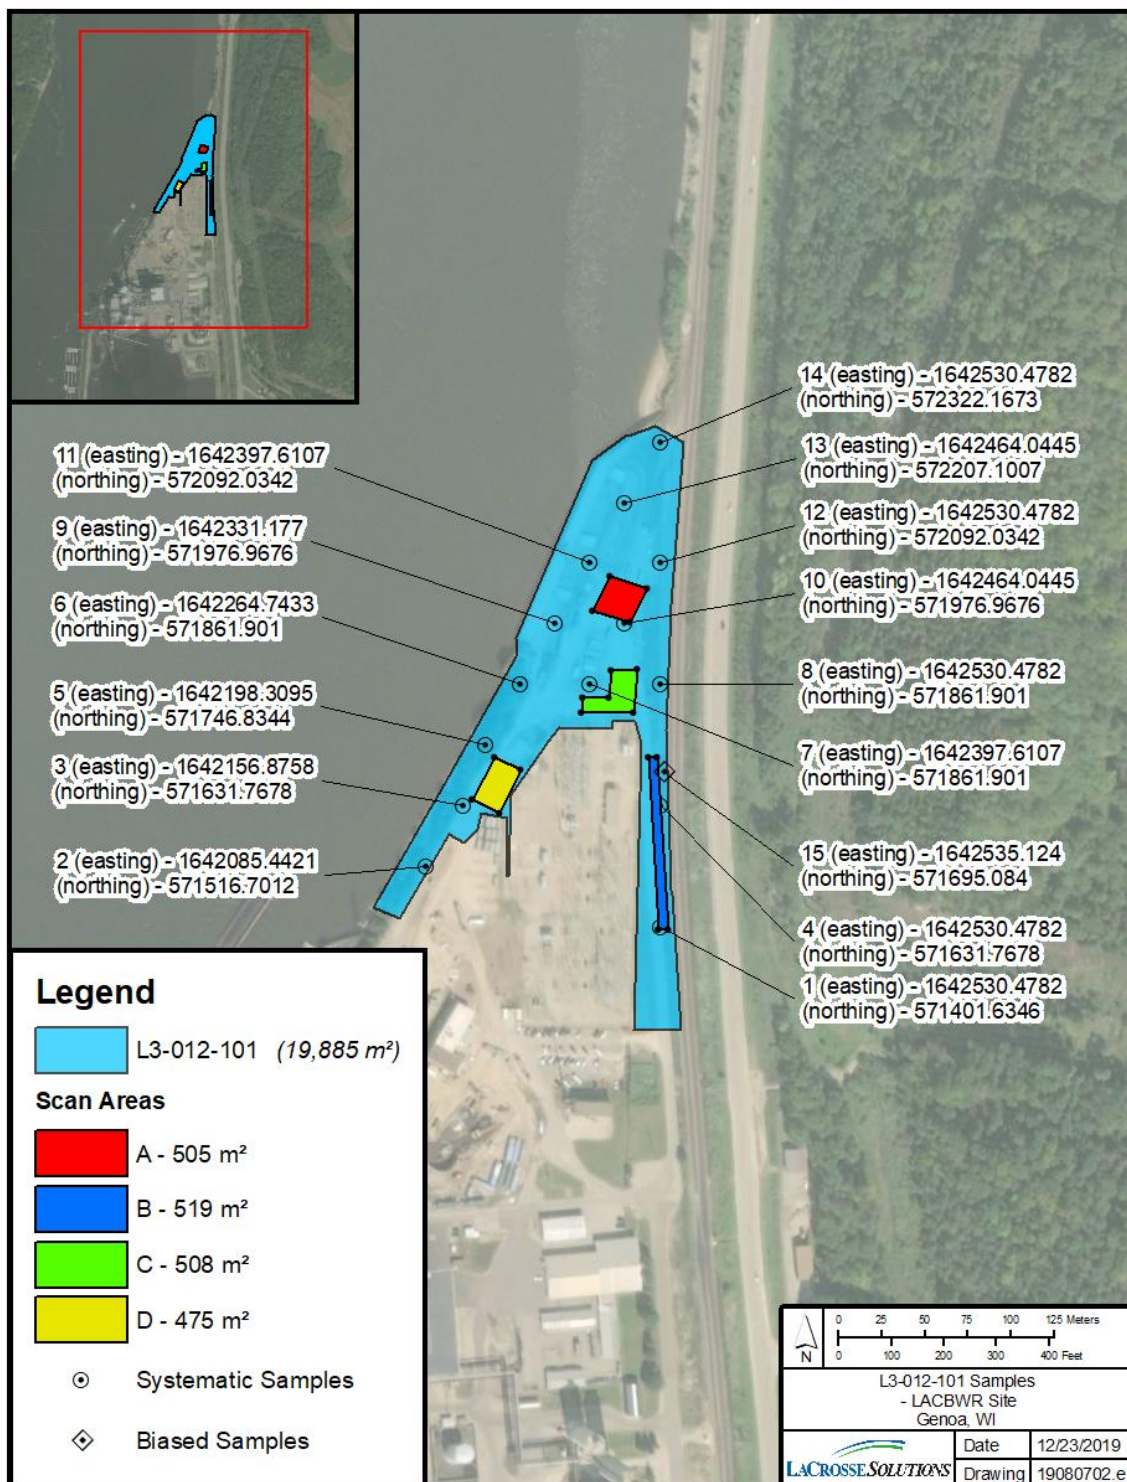 14 (easting) - 1642530.4782
(northing) - 572322.1673
11 (easting) - 1642397.6107
(northing) - 572092.0342
13 (easting) - 1642464.0445
(northing) - 572207.1007
9 (easting) - 1642331.177
(northing) - 571976.9676
12 (easting) - 1642530.4782
(northing) - 572092.0342
6 (easting) - 1642264.7433
(northing) - 571861.901
10 (easting) - 1642464.0445
(northing) - 571976.9676
5 (easting) - 1642198.3095
(northing) - 571746.8344
8 (easting) - 1642530.4782
(northing) - 571861.901
3 (easting) - 1642156.8758
(northing) - 571631.7678
7 (easting) - 1642397.6107
(northing) - 571861.901
2 (easting) - 1642085.4421
(northing) - 571516.7012
15 (easting) - 1642535.124
(northing) - 571695.084
4 (easting) - 1642530.4782
(northing) - 571631.7678
1 (easting) - 1642530.4782
(northing) - 571401.6346
Legend
L3-012-101 (19,885 m²)
Scan Areas
A - 505 m²
B - 519 m²
C - 508 m²
D - 475 m²
Systematic Samples
Biased Samples
N
0 25 50 75 100 125 Meters
0 100 200 300 400 Feet
L3-012-101 Samples
- LACBWR Site
Genoa, WI
LACROSSE SOLUTIONS
Date 12/23/2019
Drawing 19080702.e